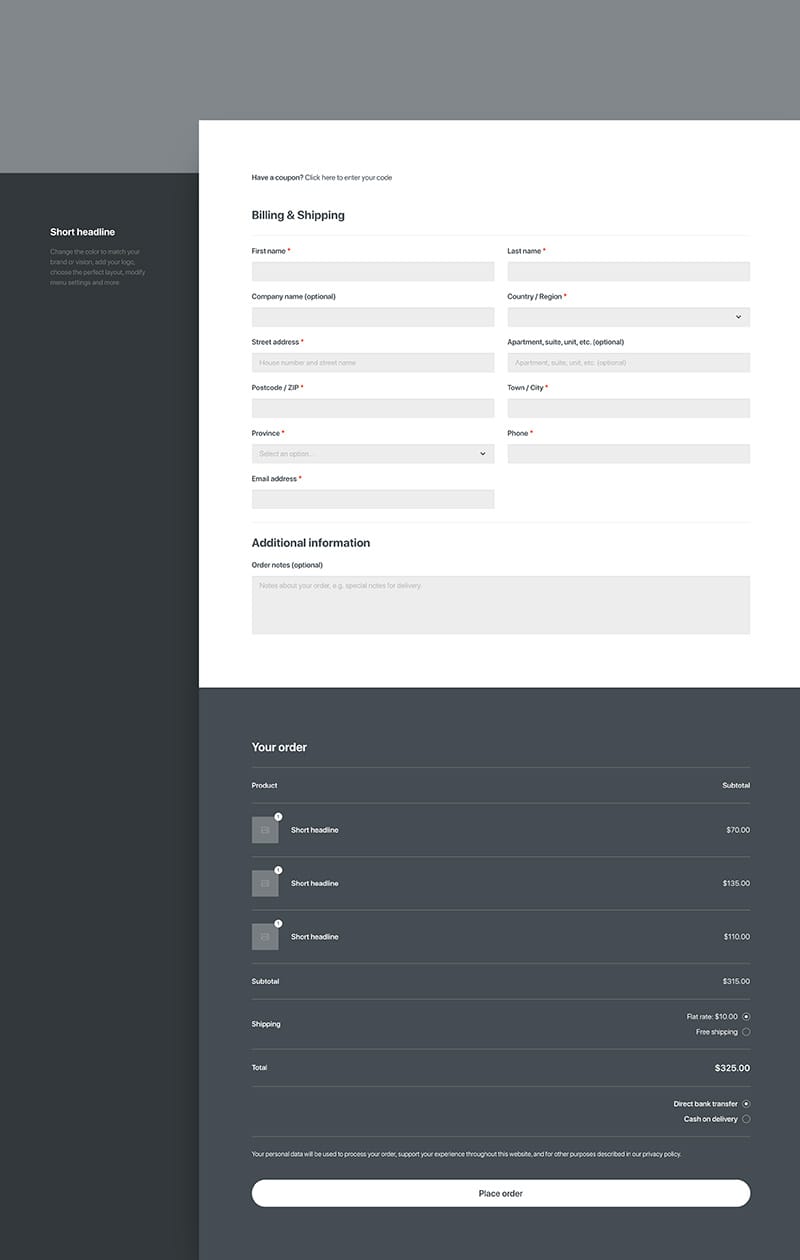 Short headline
Change the color to match your
brand or vision, add your logo,
choose the perfect layout, modify
menu settings and more.
Have a coupon? Click here to enter your code
Billing & Shipping
First name *
Last name *
Company name (optional)
Country / Region *
Street address *
Apartment, suite, unit, etc. (optional)
House number and street name
Apartment, suite, unit, etc. (optional)
Postcode / ZIP *
Town / City *
Province *
Phone *
Select an option...
Email address *
Additional information
Order notes (optional)
Notes about your order, e.g. special notes for delivery.
Your order
Product
Subtotal
1
Short headline
$70.00
1
Short headline
$135.00
1
Short headline
$110.00
Subtotal
$315.00
Shipping
Flat rate: $10.00
Free shipping
Total
$325.00
Direct bank transfer
Cash on delivery
Your personal data will be used to process your order, support your experience throughout this website, and for other purposes described in our privacy policy.
Place order